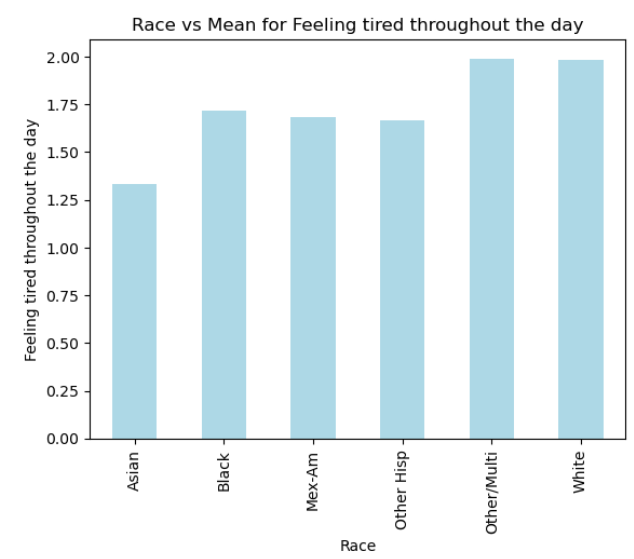 Race vs Mean for Feeling tired throughout the day
Feeling tired throughout the day
2.00
1.75
1.50
1.25
1.00
0.75
0.50
0.25
0.00
Asian
Black
Mex-Am
Other Hisp
Other/Multi
White
Race